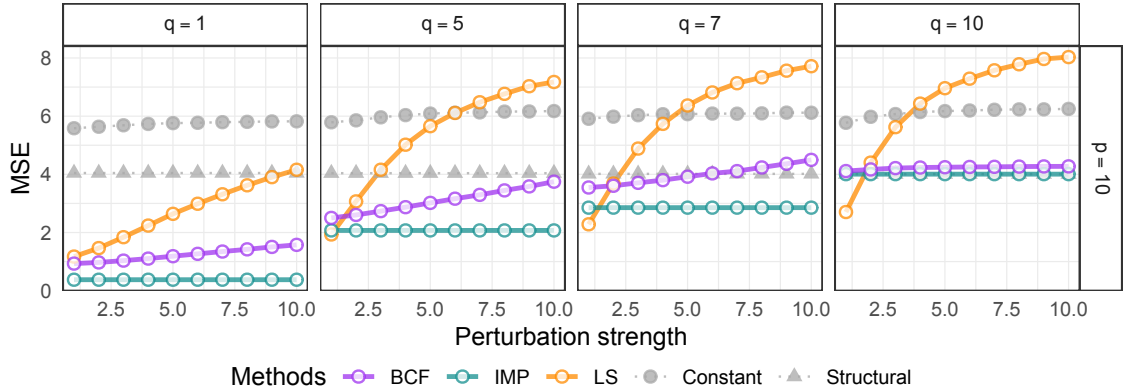 q = 1
q = 5
q = 7
q = 10
8
6
4
2
0
MSE
p = 10
2.5 5.0 7.5 10.0
2.5 5.0 7.5 10.0
2.5 5.0 7.5 10.0
2.5 5.0 7.5 10.0
Perturbation strength
Methods BCF IMP LS Constant Structural